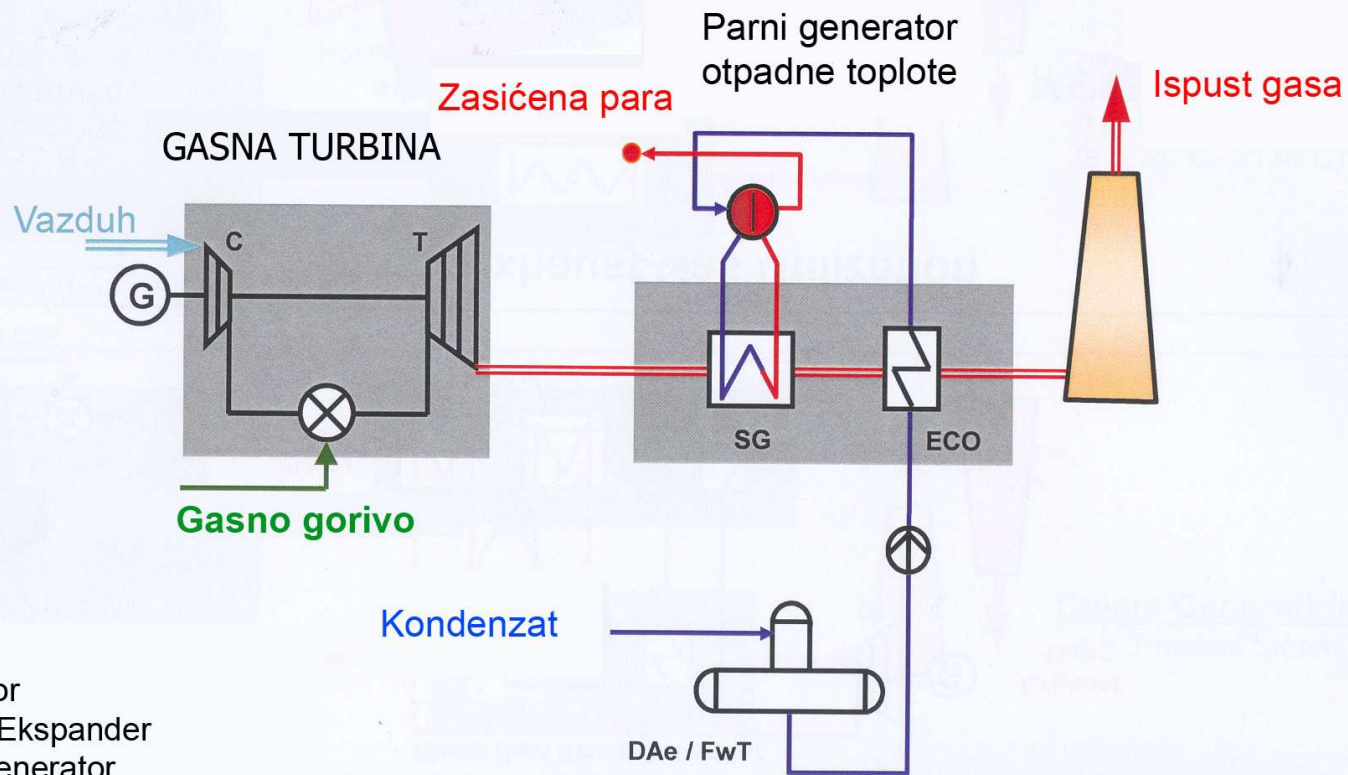 Parni generator
otpadne toplote
Zasićena para
Ispust gasa
GASNA TURBINA
Vazduh
C
T
G
SG
ECO
Gasno gorivo
Kondenzat
Ekspander
DAe / FwT